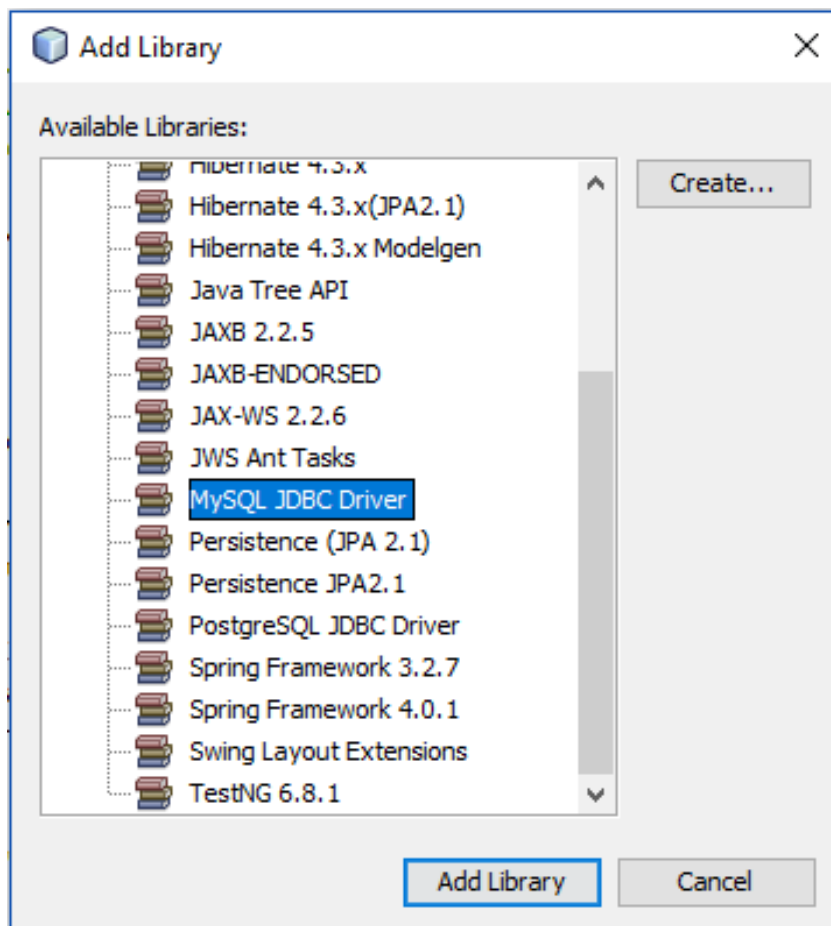 Add Library
Available Libraries:
Hibernate 4.3.x
Create...
Hibernate 4.3.x(JPA2.1)
Hibernate 4.3.x Modelgen
Java Tree API
JAXB 2.2.5
JAXB-ENDORSED
JAX-WS 2.2.6
JWS Ant Tasks
MySQL JDBC Driver
Persistence (JPA 2.1)
Persistence JPA2.1
PostgreSQL JDBC Driver
Spring Framework 3.2.7
Spring Framework 4.0.1
Swing Layout Extensions
TestNG 6.8.1
Add Library
Cancel